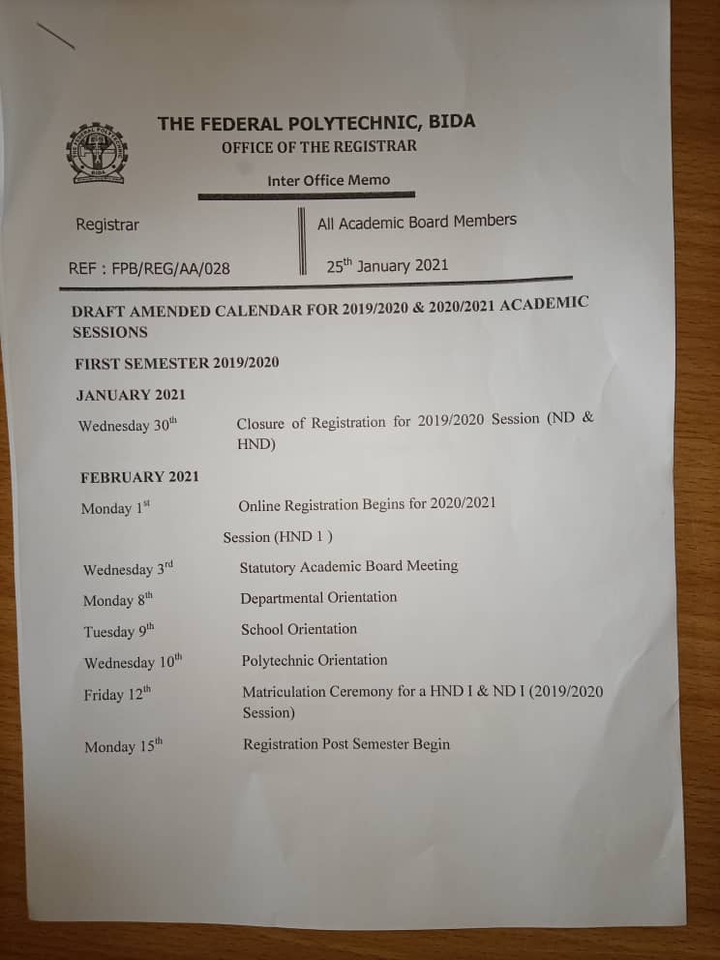 THE FEDERAL POLYTECHNIC, BIDA
OFFICE OF THE REGISTRAR
Inter Office Memo
THE FEDERAL POLYTECHNIC
BIDA
Registrar
All Academic Board Members
REF : FPB/REG/AA/028
25th January 2021
DRAFT AMENDED CALENDAR FOR 2019/2020 & 2020/2021 ACADEMIC
SESSIONS
FIRST SEMESTER 2019/2020
JANUARY 2021
Wednesday 30th Closure of Registration for 2019/2020 Session (ND &
HND)
FEBRUARY 2021
Monday 1st Online Registration Begins for 2020/2021
Session (HND 1 )
Wednesday 3rd Statutory Academic Board Meeting
Monday 8th Departmental Orientation
Tuesday 9th School Orientation
Wednesday 10th Polytechnic Orientation
Friday 12th Matriculation Ceremony for a HND I & ND I (2019/2020
Session)
Monday 15th Registration Post Semester Begin